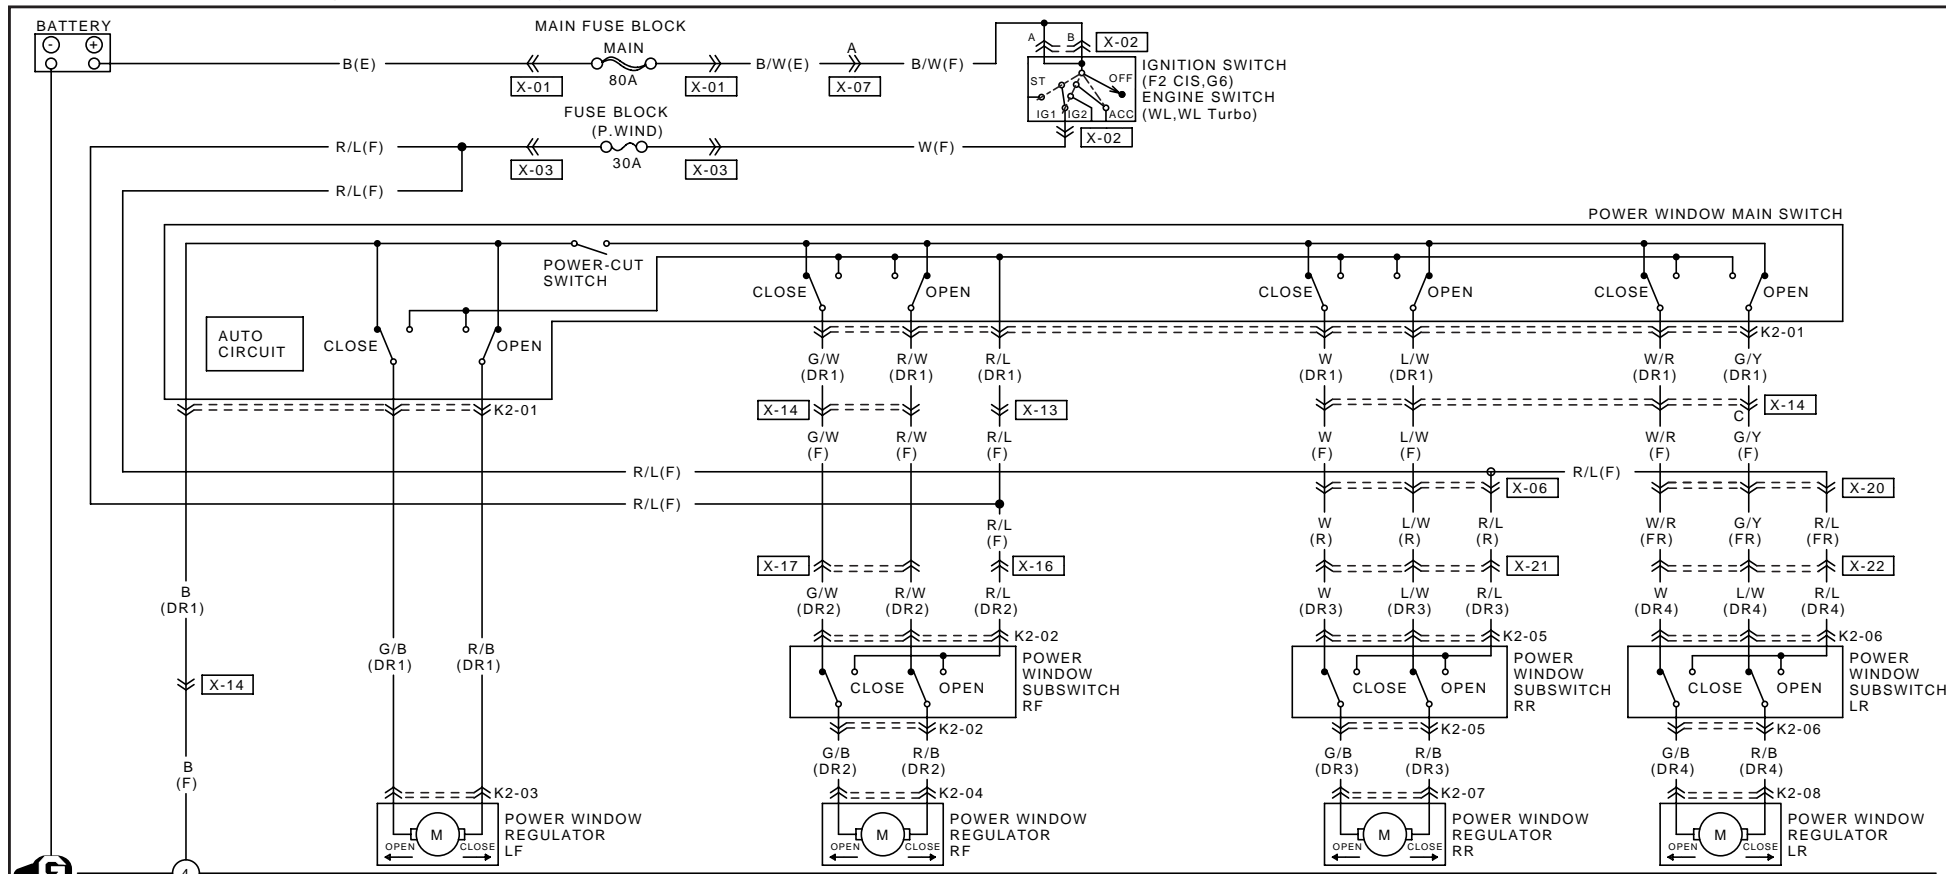 BATTERY
MAIN FUSE BLOCK
- +
MAIN
80A
B(E)
X-01
X-01
B/W(E)
A
X-07
B/W(F)
A B
X-02
ST
OFF
IG1 IG2 ACC
IGNITION SWITCH
(F2 CIS,G6)
ENGINE SWITCH
(WL,WL Turbo)
X-02
FUSE BLOCK
(P.WIND)
30A
R/L(F)
X-03
X-03
W(F)
R/L(F)
POWER WINDOW MAIN SWITCH
POWER-CUT
SWITCH
AUTO
CIRCUIT
CLOSE OPEN
CLOSE OPEN
CLOSE OPEN
CLOSE OPEN
K2-01
K2-01
G/W
(DR1)
R/W
(DR1)
R/L
(DR1)
W
(DR1)
L/W
(DR1)
W/R
(DR1)
G/Y
(DR1)
X-14
X-13
C
X-14
G/W
(F)
R/W
(F)
R/L
(F)
W
(F)
L/W
(F)
W/R
(F)
G/Y
(F)
R/L(F)
R/L(F)
R/L(F)
X-06
X-20
R/L
(F)
W
(R)
L/W
(R)
R/L
(R)
W/R
(FR)
G/Y
(FR)
R/L
(FR)
X-17
X-16
X-21
X-22
B
(DR1)
G/W
(DR2)
R/W
(DR2)
R/L
(DR2)
W
(DR3)
L/W
(DR3)
R/L
(DR3)
W
(DR4)
L/W
(DR4)
R/L
(DR4)
K2-02
K2-05
K2-06
G/B
(DR1)
R/B
(DR1)
X-14
CLOSE OPEN
POWER
WINDOW
SUBSWITCH
RF
CLOSE OPEN
POWER
WINDOW
SUBSWITCH
RR
CLOSE OPEN
POWER
WINDOW
SUBSWITCH
LR
K2-02
K2-05
K2-06
B
(F)
G/B
(DR2)
R/B
(DR2)
G/B
(DR3)
R/B
(DR3)
G/B
(DR4)
R/B
(DR4)
K2-03
K2-04
K2-07
K2-08
M
OPEN CLOSE
POWER WINDOW
REGULATOR
LF
M
OPEN CLOSE
POWER WINDOW
REGULATOR
RF
M
OPEN CLOSE
POWER WINDOW
REGULATOR
RR
M
OPEN CLOSE
POWER WINDOW
REGULATOR
LR